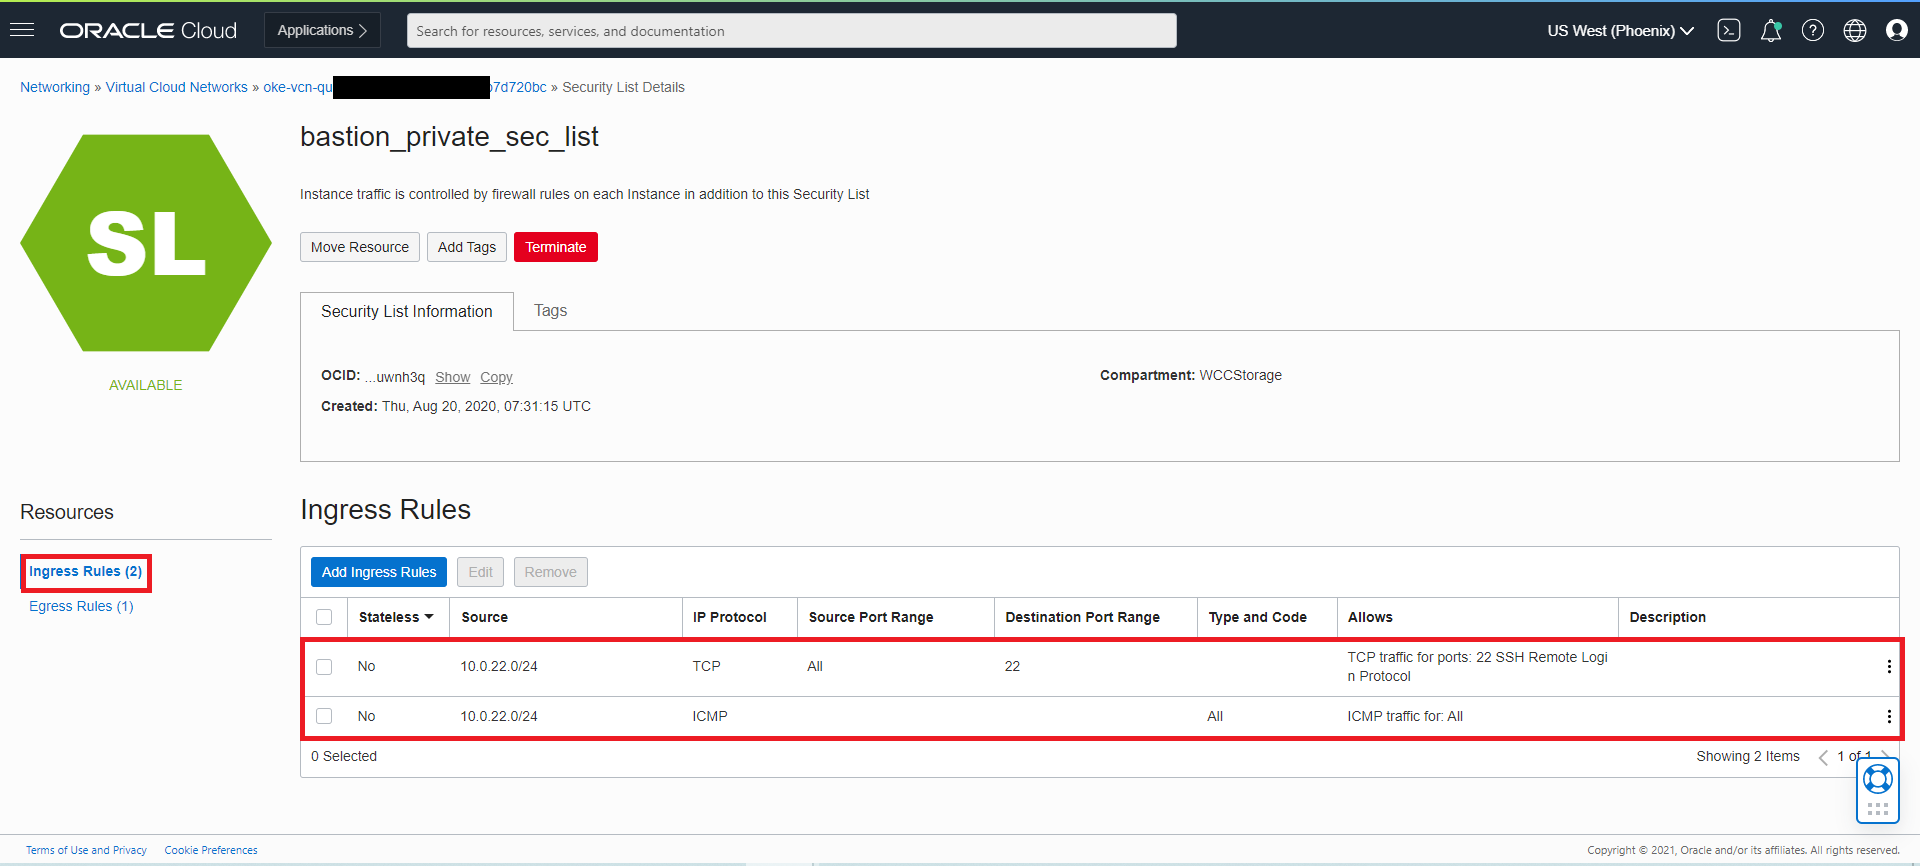 ORACLE Cloud Applications Search for resources, services, and documentation US West (Phoenix)
Networking » Virtual Cloud Networks » oke-vcn-qu 7d720bc » Security List Details
bastion_private_sec_list
SL
AVAILABLE
Instance traffic is controlled by firewall rules on each Instance in addition to this Security List
Move Resource Add Tags Terminate
Security List Information Tags
OCID: ...uwnh3q Show Copy Compartment: WCCStorage
Created: Thu, Aug 20, 2020, 07:31:15 UTC
Resources
Ingress Rules (2)
Egress Rules (1)
Ingress Rules
Add Ingress Rules Edit Remove
Stateless Source IP Protocol Source Port Range Destination Port Range Type and Code Allows Description
No 10.0.22.0/24 TCP All 22 TCP traffic for ports: 22 SSH Remote Logi
n Protocol
No 10.0.22.0/24 ICMP All ICMP traffic for: All
0 Selected Showing 2 Items 1 of 1
Terms of Use and Privacy Cookie Preferences Copyright © 2021, Oracle and/or its affiliates. All rights reserved.